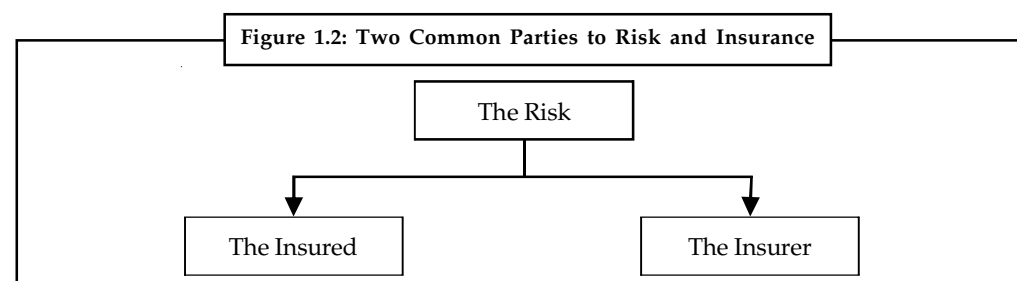 Figure 1.2: Two Common Parties to Risk and Insurance
The Risk
The Insured
The Insurer